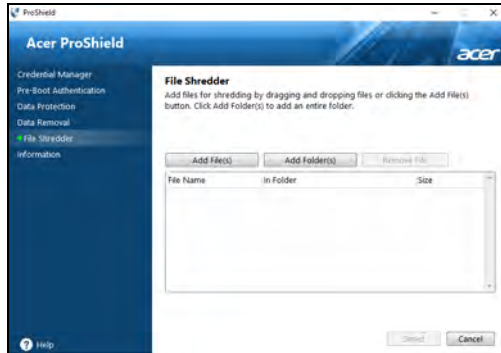 ProShield
Acer ProShield
acer
Credential Manager
Pre-Boot Authentication
Data Protection
Data Removal
File Shredder
Information
Help
File Shredder
Add files for shredding by dragging and dropping files or clicking the Add File(s)
button. Click Add Folder(s) to add an entire folder.
Add File(s) Add Folder(s) Remove File
File Name In Folder Size
Cancel